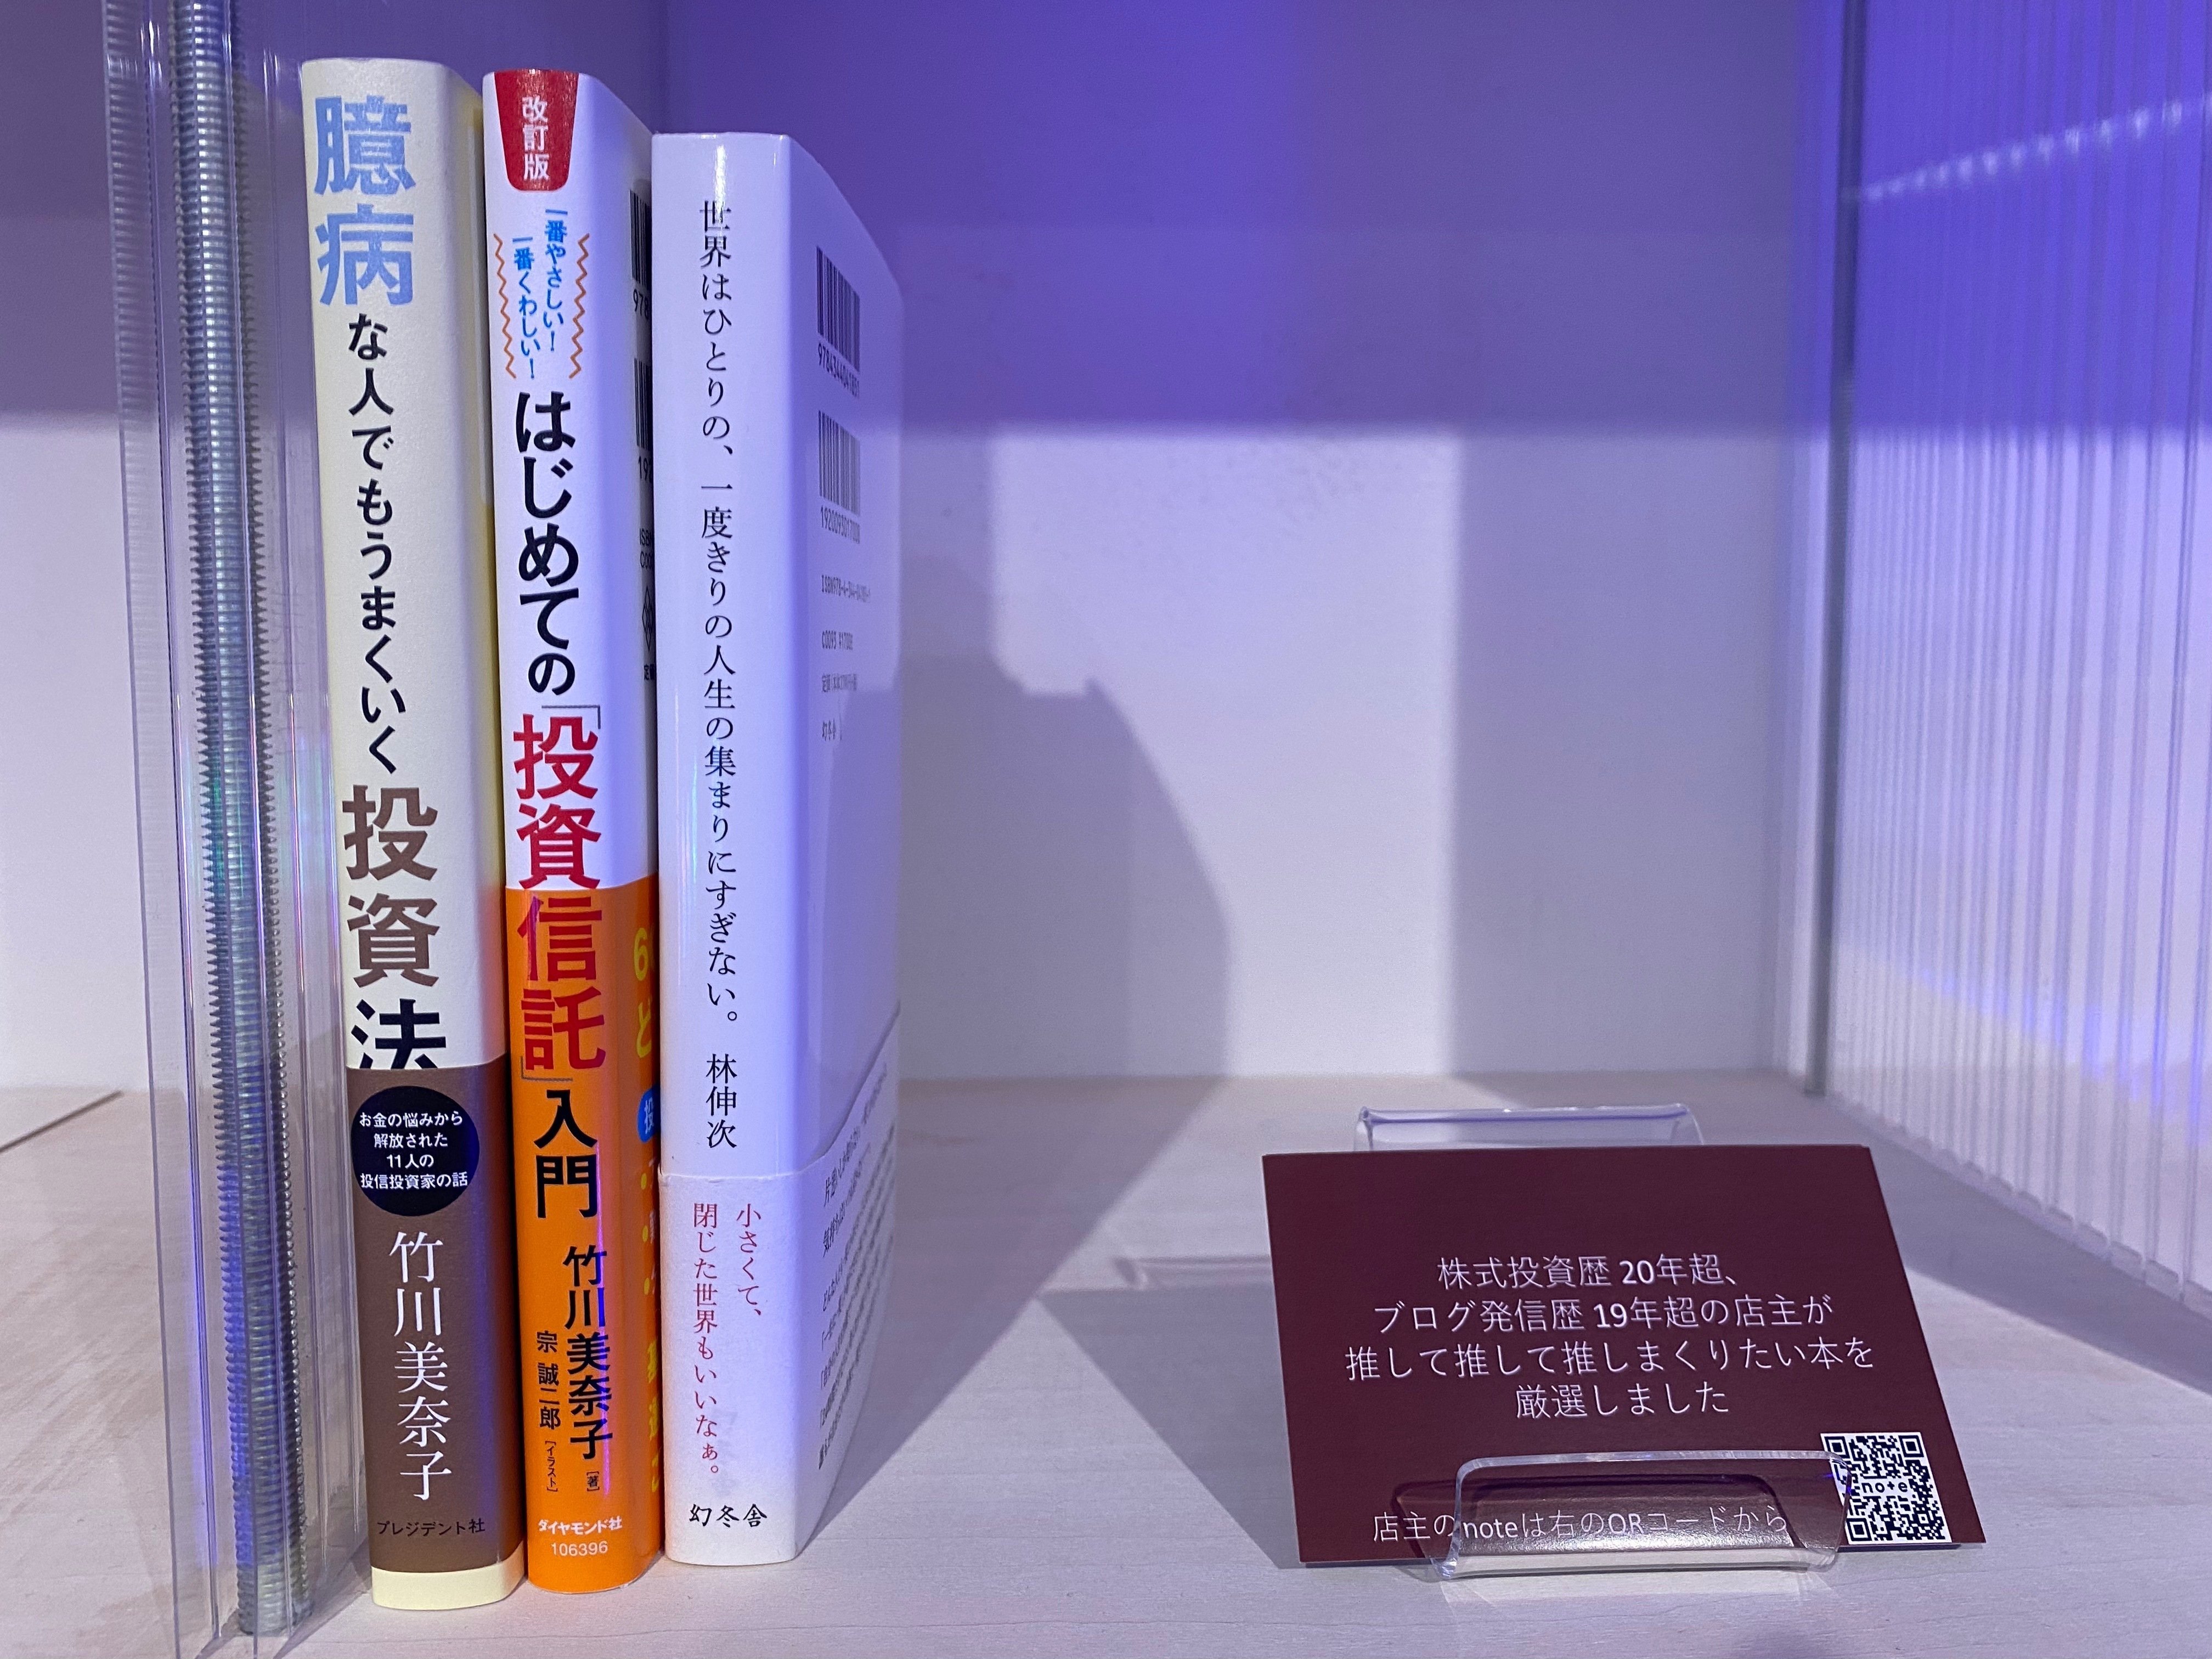 臆病な人でもうまくいく投資法
お金の悩みから
解放された
11人の
投信投資家の話
竹川美奈子
プレジデント社
改訂版
一番やさしい!
一番くわしい!
はじめての「投資信託」入門
竹川美奈子[著]
宗誠二郎[イラスト]
ダイヤモンド社
106396
世界はひとりの、一度きりの人生の集まりにすぎない。 林伸次
小さくて、
閉じた世界もいいなぁ。
幻冬舎
株式投資歴 20年超、
ブログ発信歴 19年超の店主が
推して推して推しまくりたい本を
厳選しました
店主のnoteは右のQRコードから
note